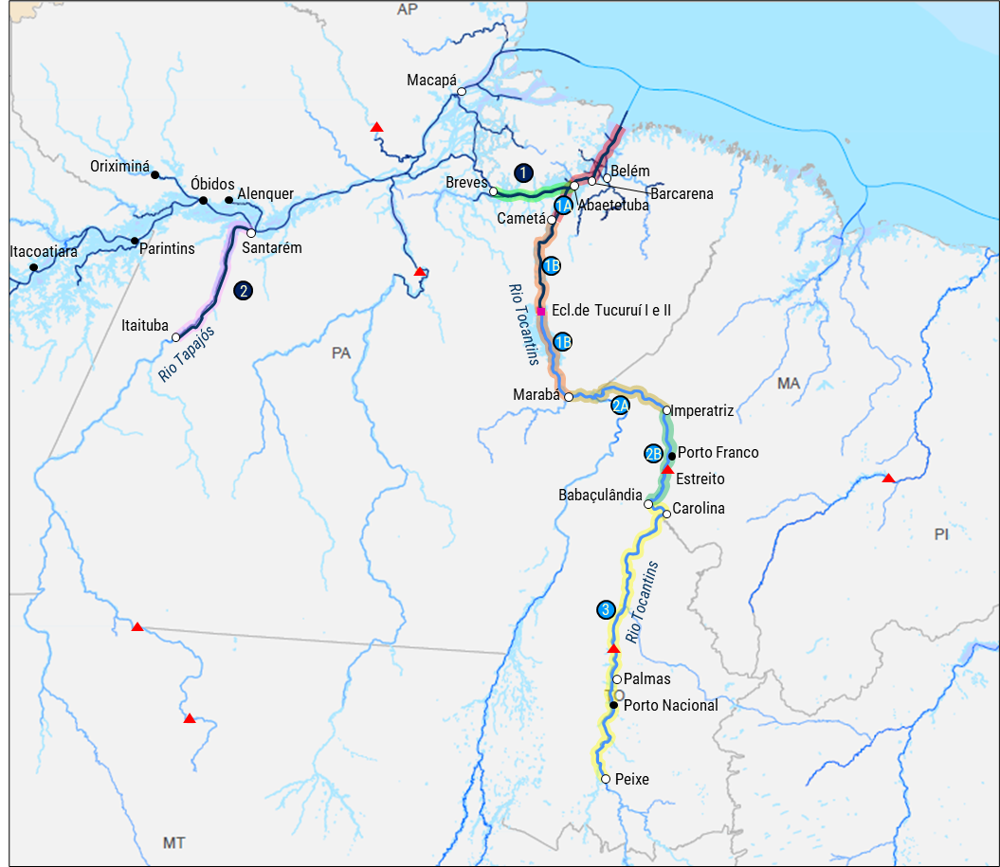 AP
Macapá
Oriximiná
Óbidos
Alenquer
Breves
1
Belém
Barcarena
1A
Abaetetuba
Cametá
Santarém
Parintins
Itacoatiara
1B
2
Rio Tocantins
Ecl.de Tucuruí I e II
Itaituba
Rio Tapajós
1B
PA
MA
Marabá
2A
Imperatriz
2B
Porto Franco
Estreito
Babaçulândia
Carolina
PI
Rio Tocantins
3
Palmas
TO
Porto Nacional
Peixe
MT